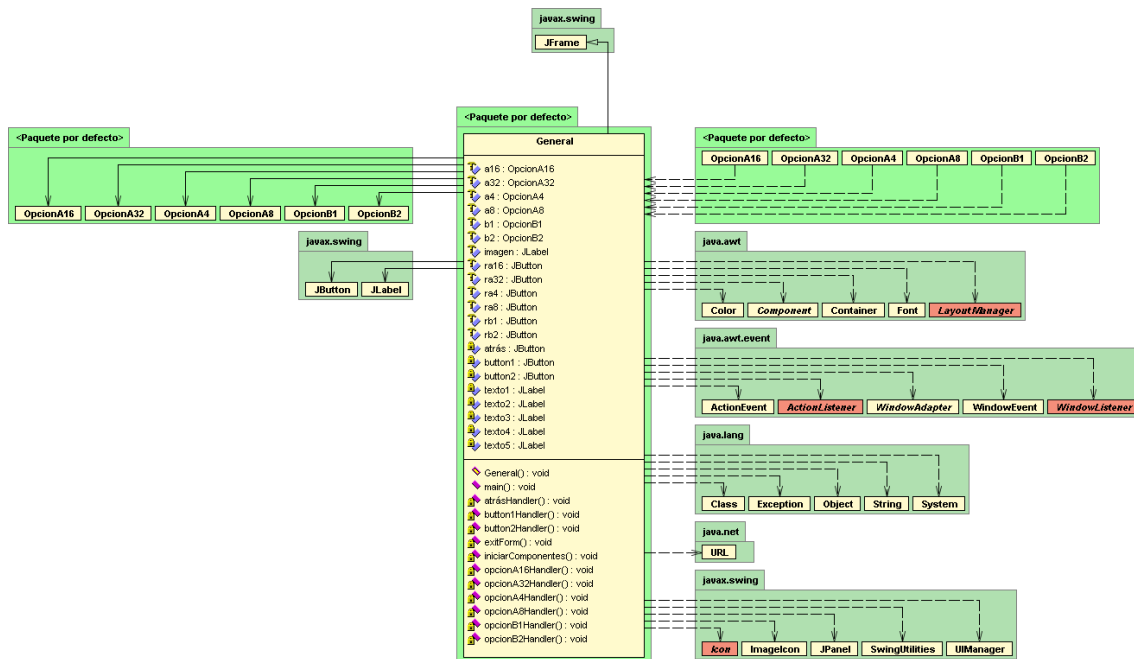 javax.swing
JFrame
<Paquete por defecto>
OpcionA16 OpcionA32 OpcionA4 OpcionA8 OpcionB1 OpcionB2
javax.swing
JButton JLabel
<Paquete por defecto>
General
a16 : OpcionA16
a32 : OpcionA32
a4 : OpcionA4
a8 : OpcionA8
b1 : OpcionB1
b2 : OpcionB2
imagen : JLabel
ra16 : JButton
ra32 : JButton
ra4 : JButton
ra8 : JButton
rb1 : JButton
rb2 : JButton
atrás : JButton
button1 : JButton
button2 : JButton
texto1 : JLabel
texto2 : JLabel
texto3 : JLabel
texto4 : JLabel
texto5 : JLabel
General() : void
main() : void
atrásHandler() : void
button1Handler() : void
button2Handler() : void
exitForm() : void
iniciarComponentes() : void
opcionA16Handler() : void
opcionA32Handler() : void
opcionA4Handler() : void
opcionA8Handler() : void
opcionB1Handler() : void
opcionB2Handler() : void
<Paquete por defecto>
OpcionA16 OpcionA32 OpcionA4 OpcionA8 OpcionB1 OpcionB2
java.awt
Color Component Container Font LayoutManager
java.awt.event
ActionEvent ActionListener WindowAdapter WindowEvent WindowListener
java.lang
Class Exception Object String System
java.net
URL
javax.swing
Icon ImageIcon JPanel SwingUtilities UIManager